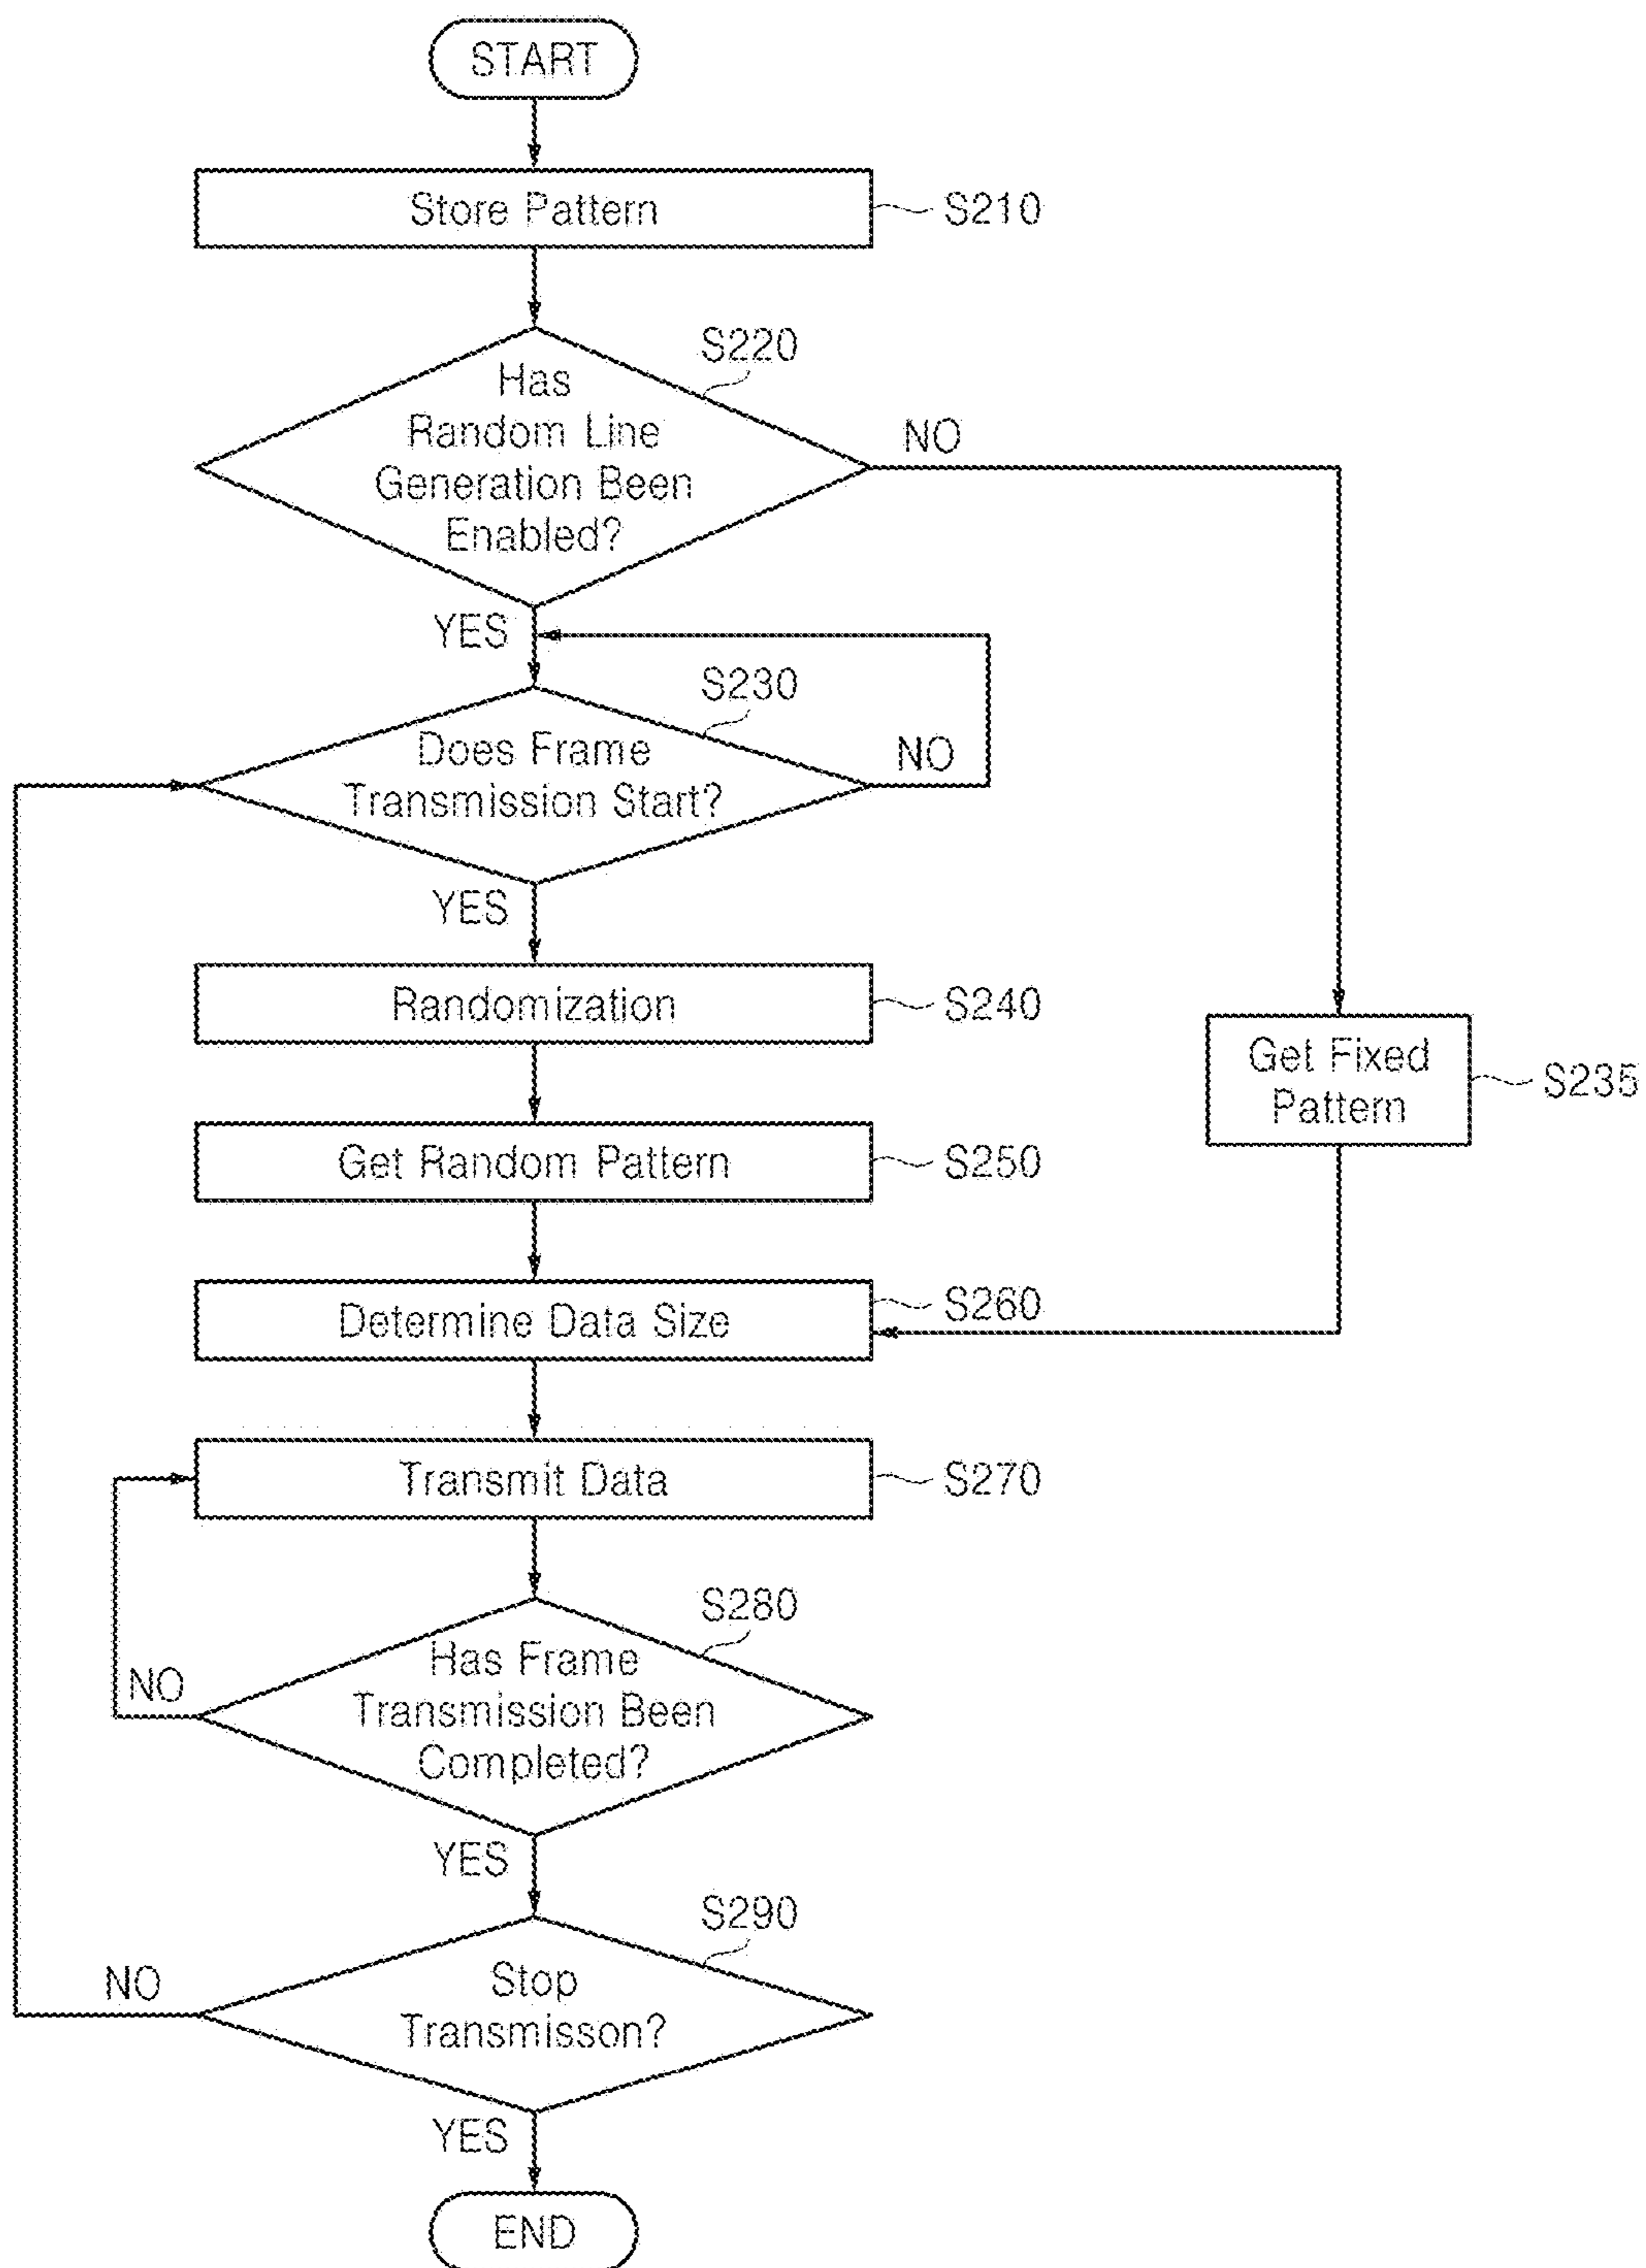 START
Store Pattern
S210
S220
Has
Random Line
Generation Been
Enabled?
NO
YES
S230
Does Frame
Transmission Start?
NO
YES
Randomization
S240
Get Fixed
Pattern
S235
Get Random Pattern
S250
Determine Data Size
S260
Transmit Data
S270
S280
Has Frame
Transmission Been
Completed?
NO
YES
S290
Stop
Transmisson?
NO
YES
END